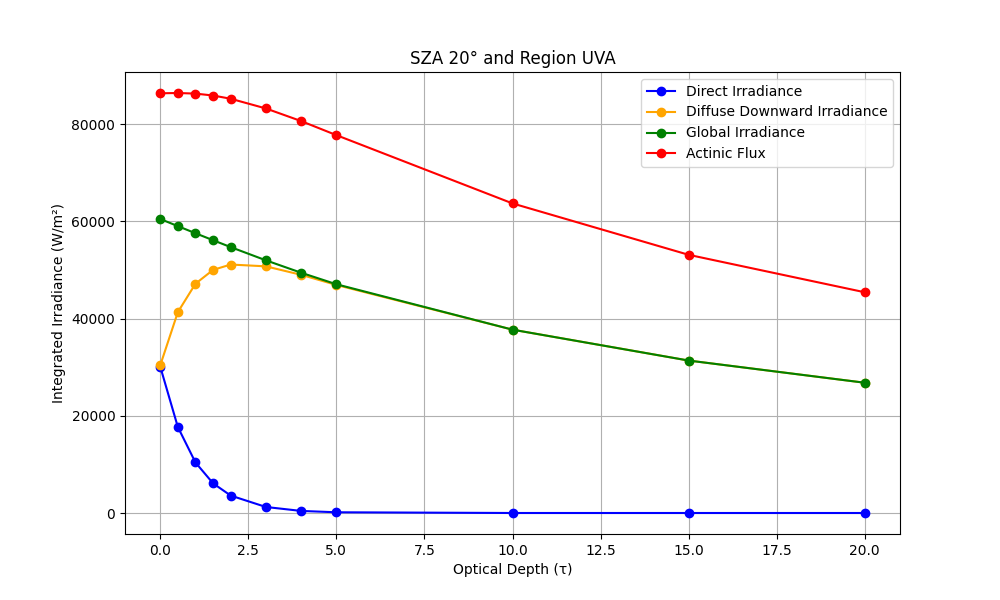 SZA 20° and Region UVA
Direct Irradiance
Diffuse Downward Irradiance
Global Irradiance
Actinic Flux
Integrated Irradiance (W/m²)
80000
60000
40000
20000
0
0.0 2.5 5.0 7.5 10.0 12.5 15.0 17.5 20.0
Optical Depth (τ)